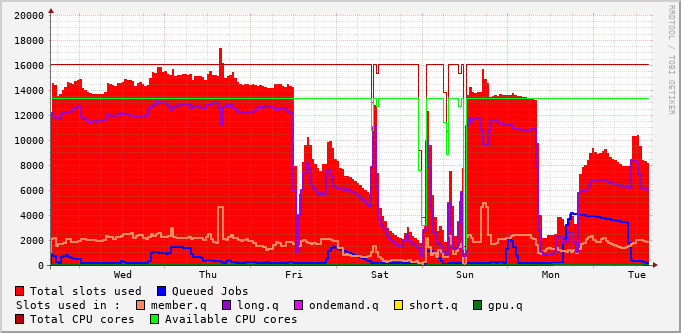 20000
18000
16000
14000
12000
10000
8000
6000
4000
2000
0
Wed Thu Fri Sat Sun Mon Tue
Total slots used Queued Jobs
Slots used in : member.q long.q ondemand.q short.q gpu.q
Total CPU cores Available CPU cores
RRDTOOL / TOBI OETIKER